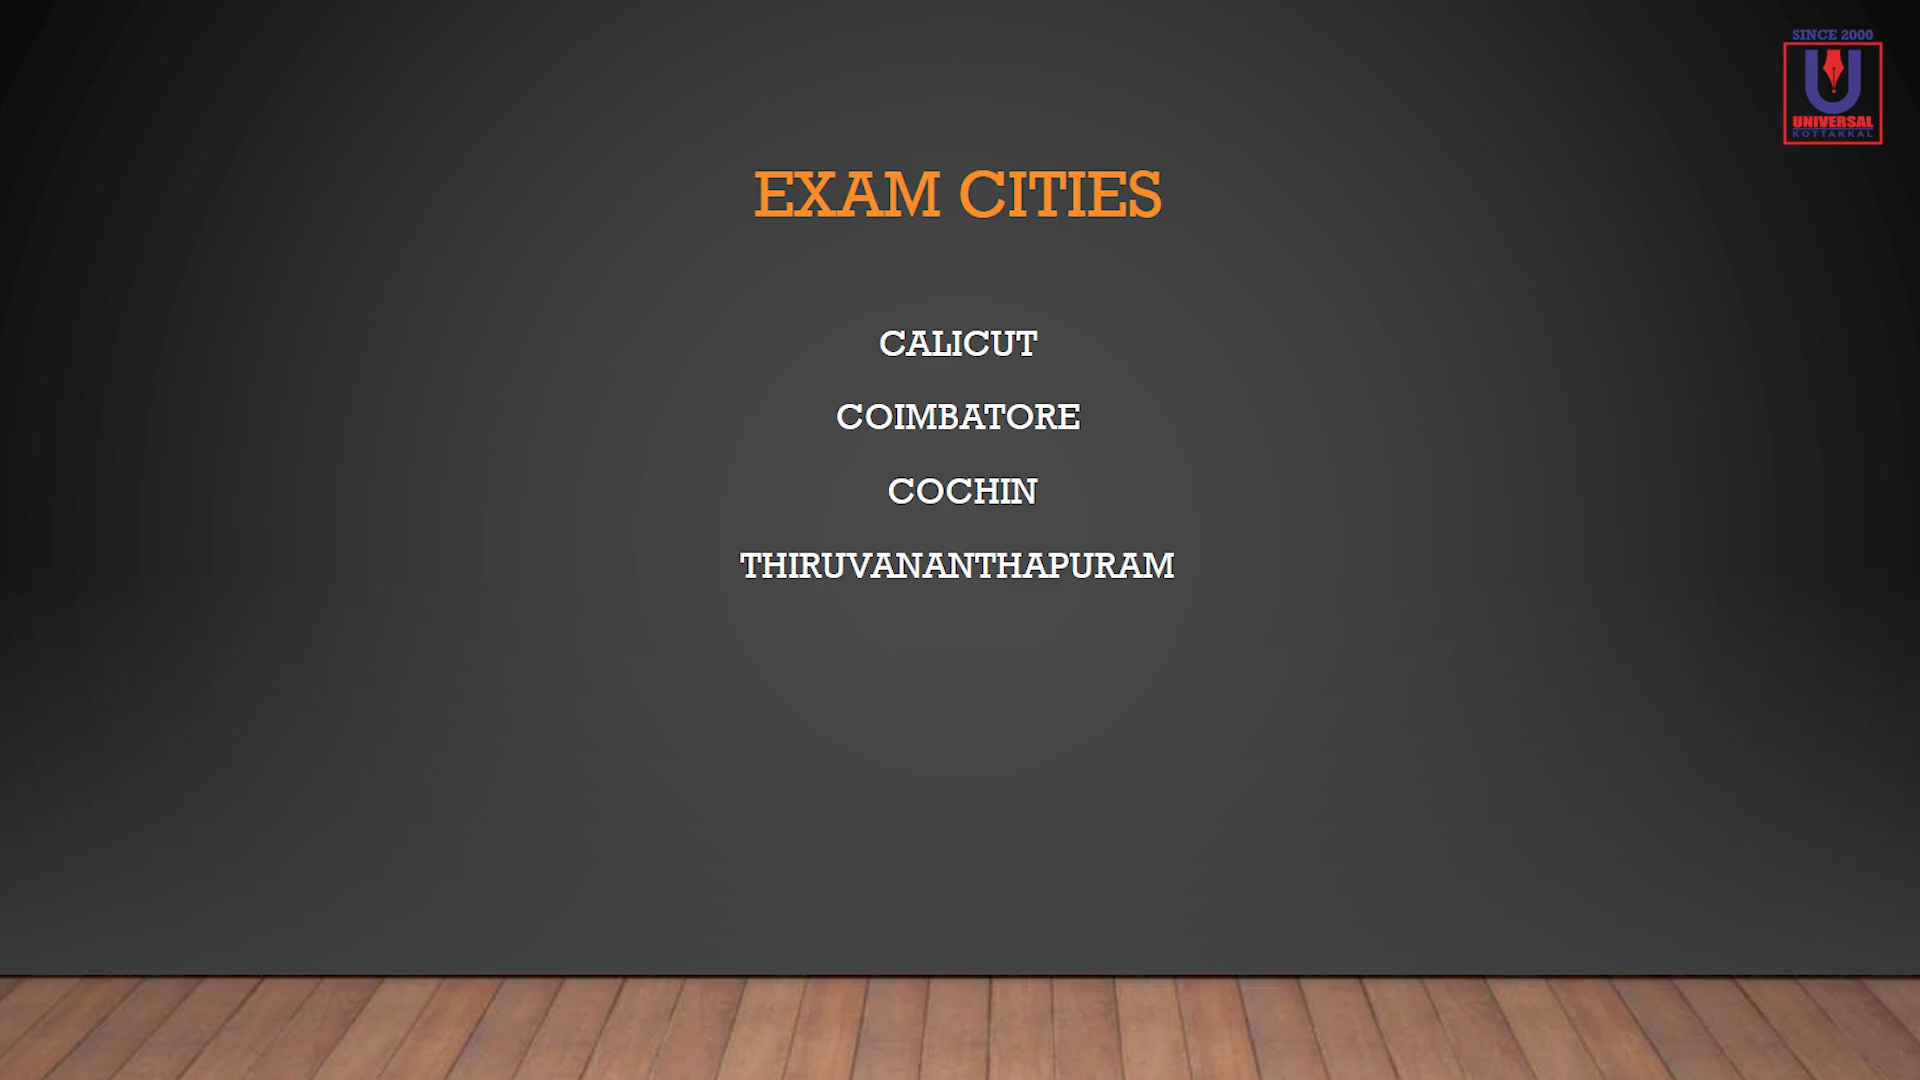 SINCE 2000
UNIVERSAL
KOTTAKKAL
EXAM CITIES
CALICUT
COIMBATORE
COCHIN
THIRUVANANTHAPURAM